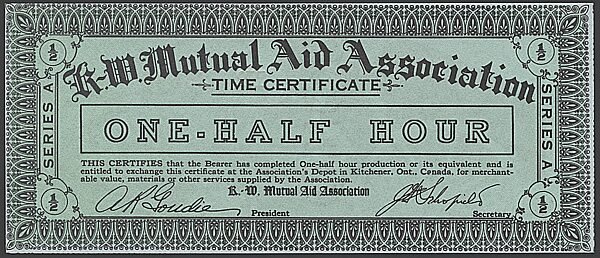 ½ ½
K-W. Mutual Aid Association
TIME CERTIFICATE
SERIES A
SERIES A
ONE-HALF HOUR
THIS CERTIFIES that the Bearer has completed One-half hour production or its equivalent and is
entitled to exchange this certificate at the Association's Depot in Kitchener, Ont., Canada, for merchant-
able value, materials or other services supplied by the Association.
K.-W. Mutual Aid Association
½ President Secretary ½